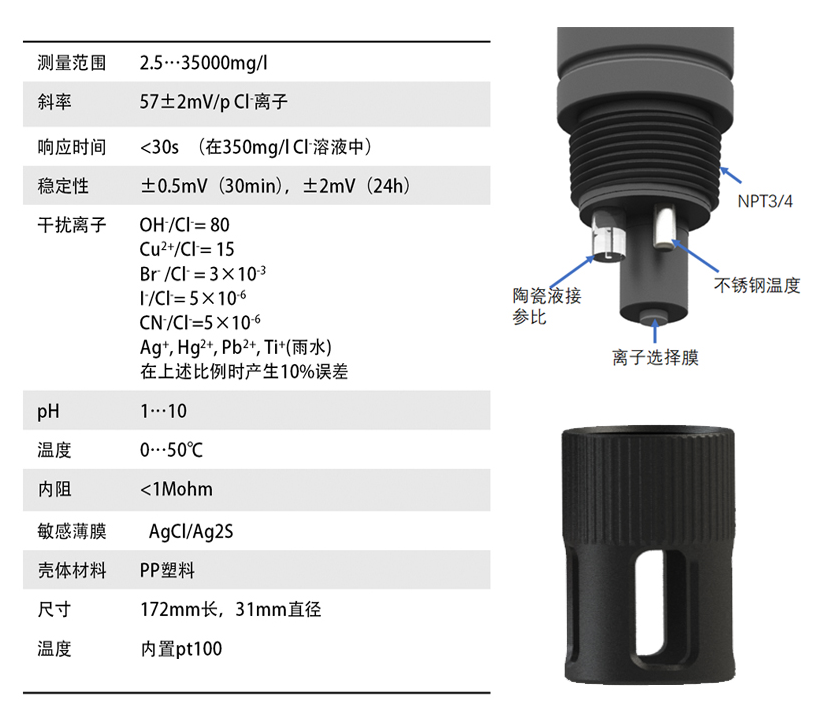 测量范围 2.5···35000mg/l
斜率 57±2mV/p Cl⁻离子
响应时间 <30s （在350mg/l Cl⁻溶液中）
稳定性 ±0.5mV（30min），±2mV（24h）
干扰离子 OH⁻/Cl⁻= 80
Cu²⁺/Cl⁻= 15
Br⁻ /Cl⁻ = 3×10⁻³
I⁻/Cl⁻= 5×10⁻⁶
CN⁻/Cl⁻=5×10⁻⁶
Ag⁺, Hg²⁺, Pb²⁺, Ti⁺(雨水)
在上述比例时产生10%误差
pH 1···10
温度 0···50℃
内阻 <1Mohm
敏感薄膜 AgCl/Ag2S
壳体材料 PP塑料
尺寸 172mm长，31mm直径
温度 内置pt100
NPT3/4
不锈钢温度
陶瓷液接
参比
离子选择膜